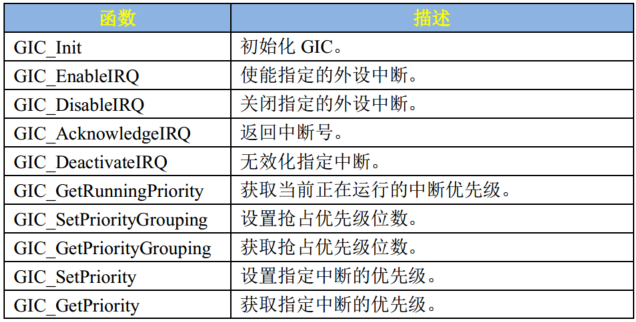 函数 描述
GIC_Init 初始化 GIC。
GIC_EnableIRQ 使能指定的外设中断。
GIC_DisableIRQ 关闭指定的外设中断。
GIC_AcknowledgeIRQ 返回中断号。
GIC_DeactivateIRQ 无效化指定中断。
GIC_GetRunningPriority 获取当前正在运行的中断优先级。
GIC_SetPriorityGrouping 设置抢占优先级位数。
GIC_GetPriorityGrouping 获取抢占优先级位数。
GIC_SetPriority 设置指定中断的优先级。
GIC_GetPriority 获取指定中断的优先级。